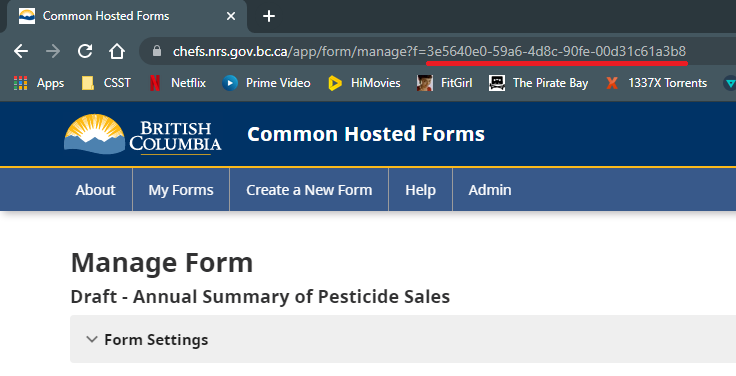 Common Hosted Forms
chefs.nrs.gov.bc.ca/app/form/manage?f=3e5640e0-59a6-4d8c-90fe-00d31c61a3b8
Apps CSST Netflix Prime Video HiMovies FitGirl The Pirate Bay 1337X Torrents
BRITISH COLUMBIA
Common Hosted Forms
About My Forms Create a New Form Help Admin
Manage Form
Draft - Annual Summary of Pesticide Sales
Form Settings